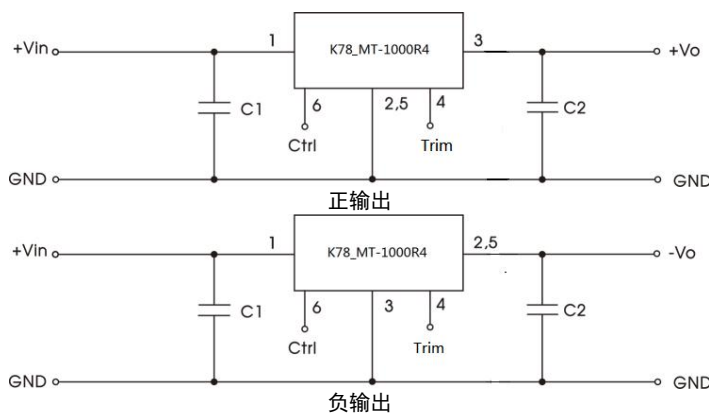 1 K78_MT-1000R4 3
+Vin +Vo
C1 6 2,5 4 C2
Ctrl Trim
GND GND
正输出
1 K78_MT-1000R4 2,5
+Vin -Vo
C1 6 3 4 C2
Ctrl Trim
GND GND
负输出